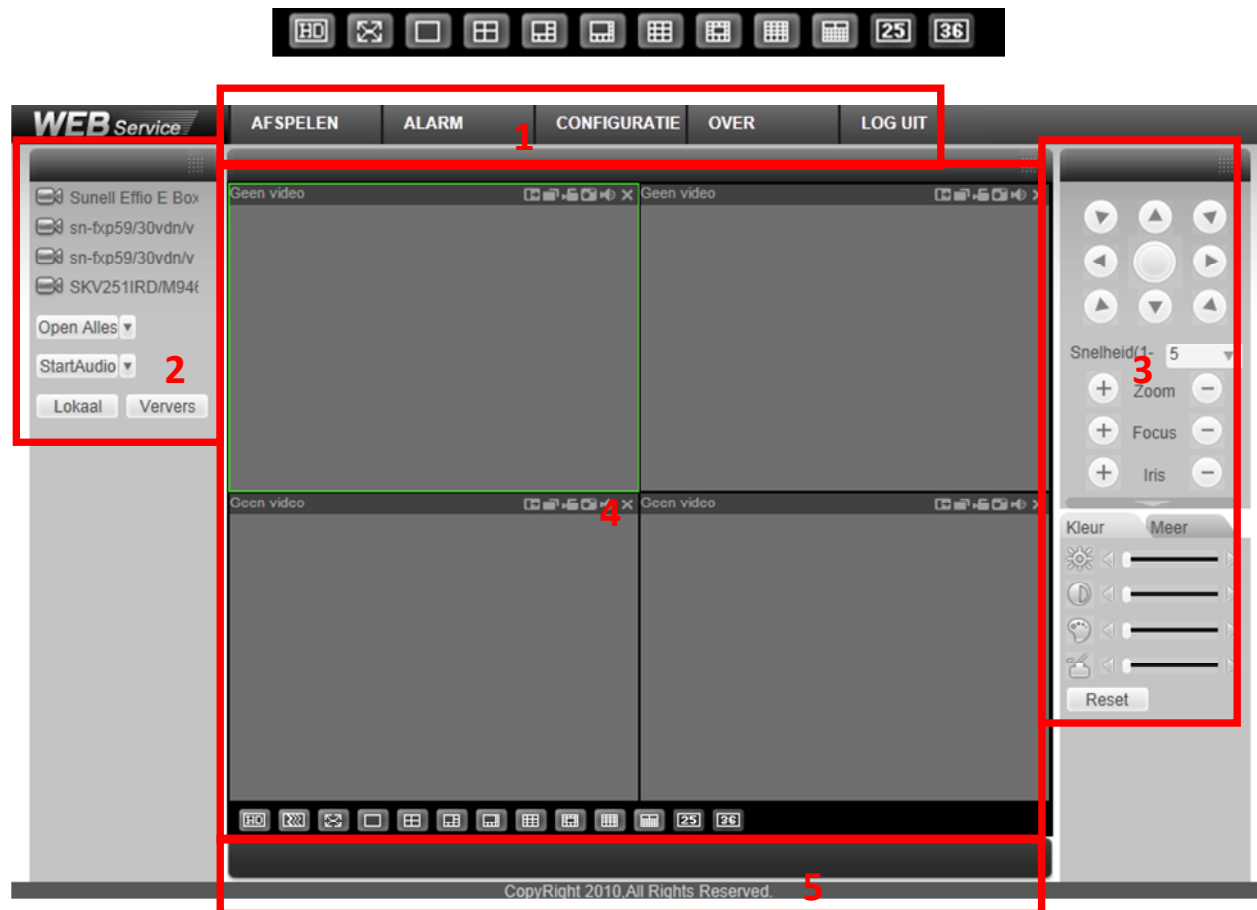 HD 25 36
WEB Service AFSPELEN ALARM CONFIGURATIE OVER LOG UIT
1
Geen video Geen video
Sunell Effio E Box
sn-fxp59/30vdn/v
sn-fxp59/30vdn/v
SKV251IRD/M946
Open Alles
StartAudio
2
Lokaal Ververs
Snelheid(1- 5
3
Zoom
Focus
Iris
Geen video Geen video
4
Kleur Meer
Reset
HD 25 36
CopyRight 2010,All Rights Reserved.
5